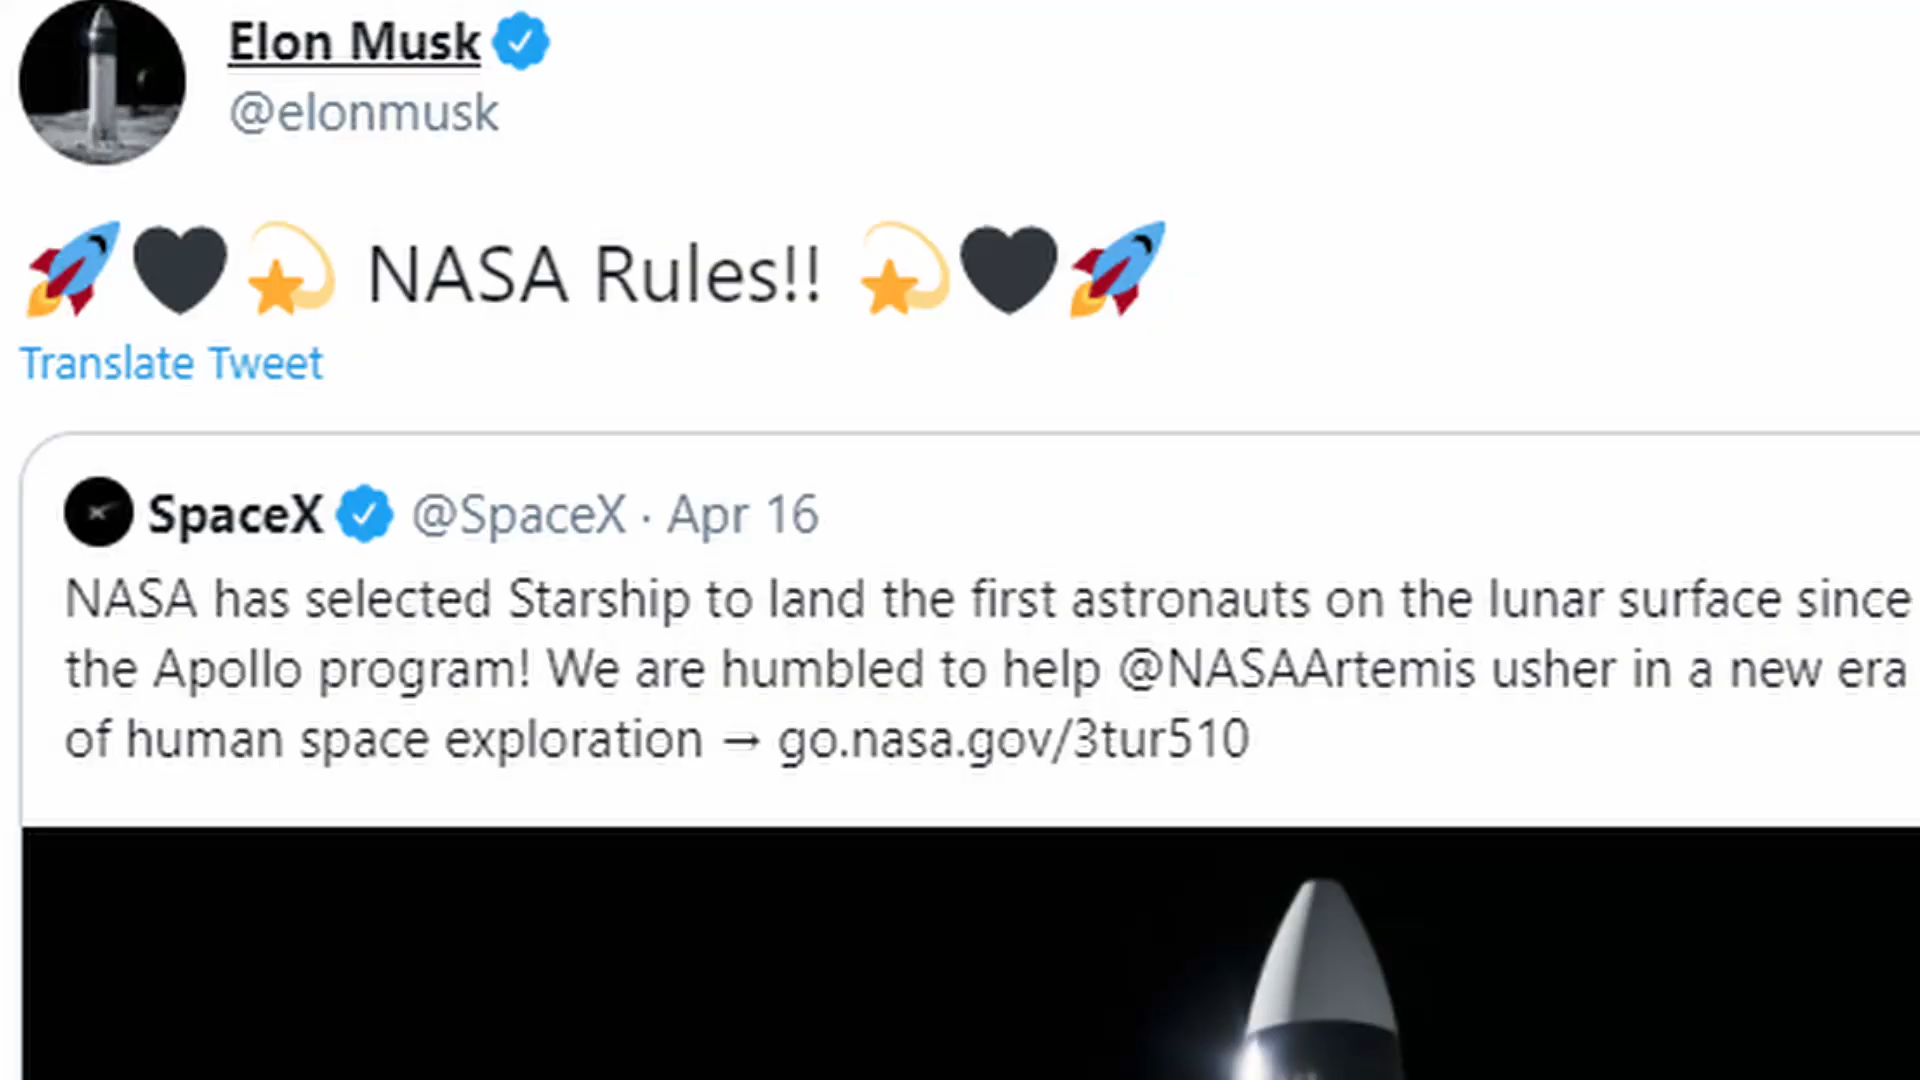 Elon Musk
@elonmusk
🚀🖤💫 NASA Rules!! 💫🖤🚀
Translate Tweet
SpaceX @SpaceX · Apr 16
NASA has selected Starship to land the first astronauts on the lunar surface since
the Apollo program! We are humbled to help @NASAArtemis usher in a new era
of human space exploration → go.nasa.gov/3tur510